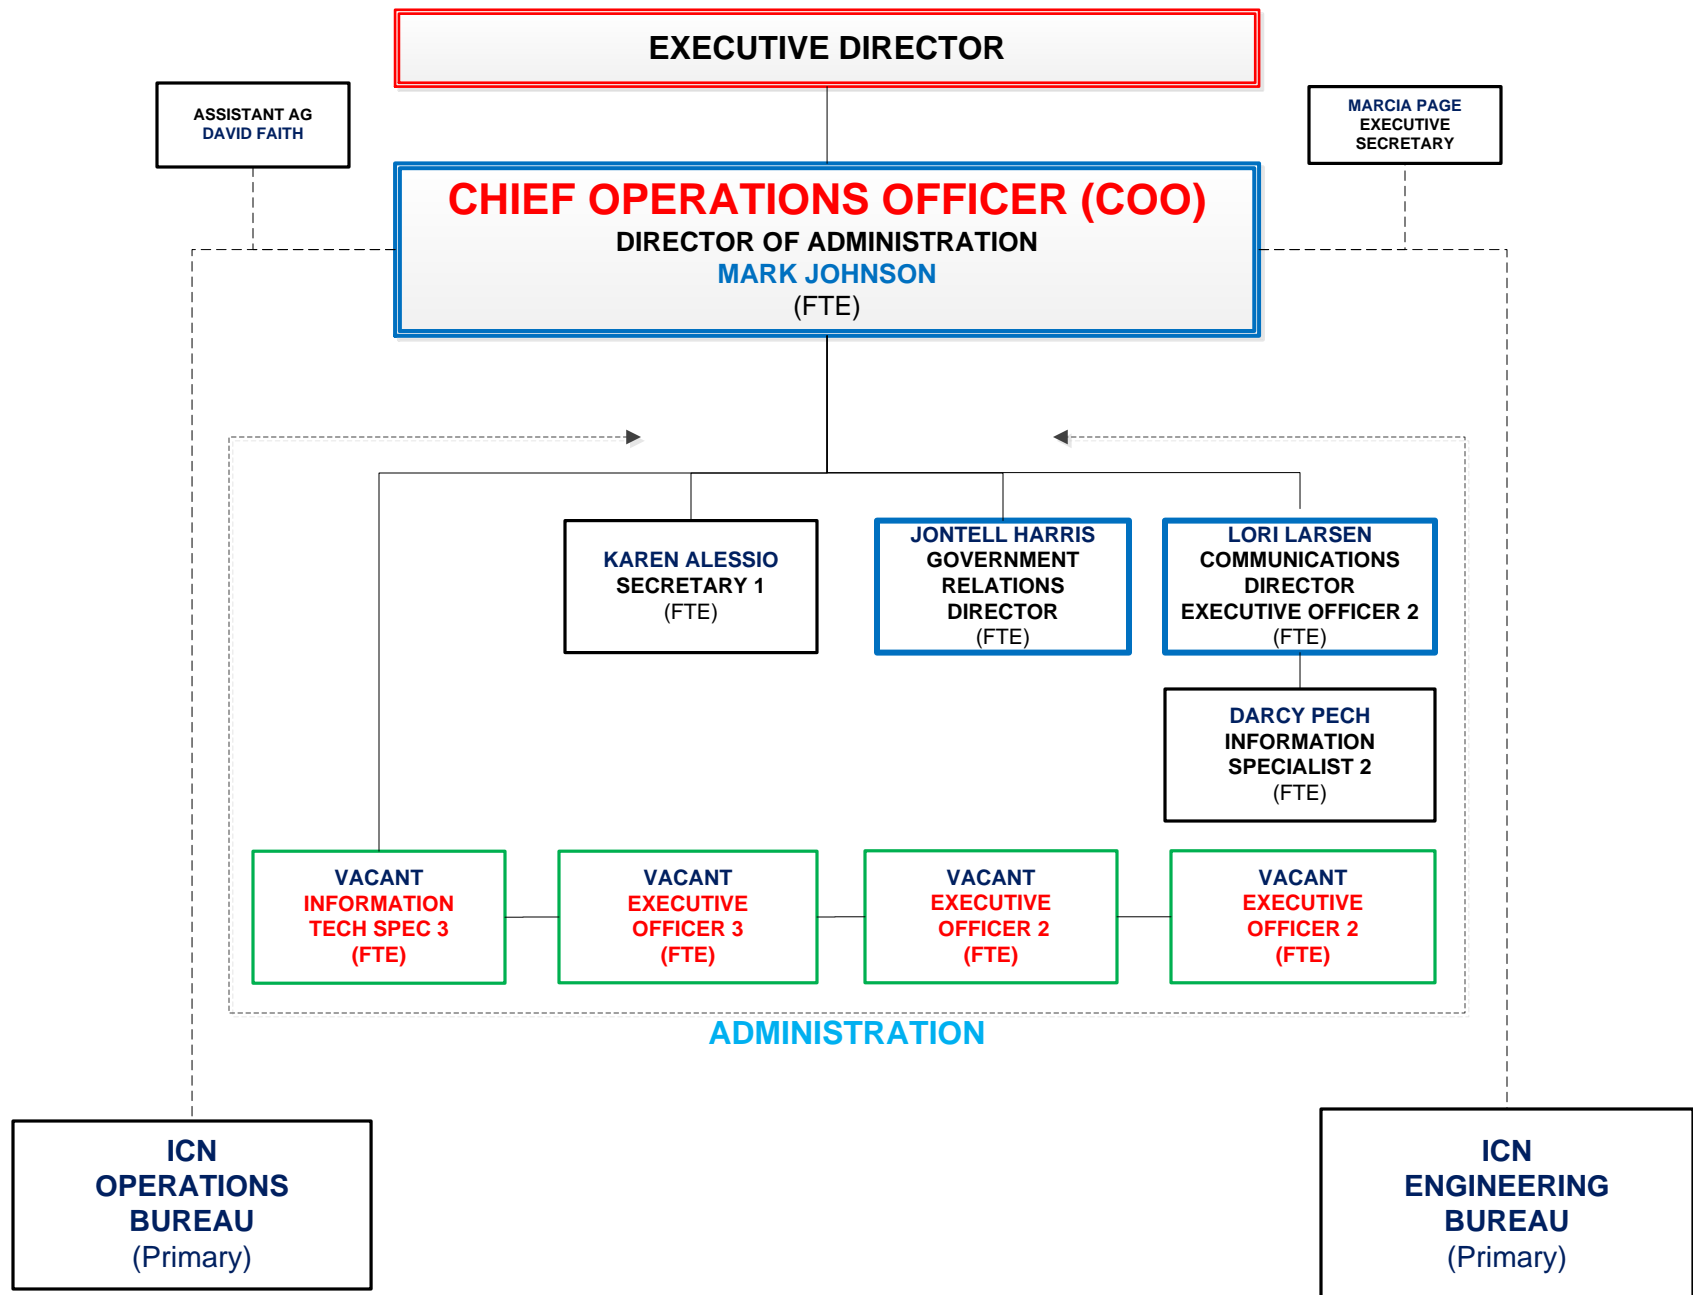 EXECUTIVE DIRECTOR
ASSISTANT AG
DAVID FAITH
MARCIA PAGE
EXECUTIVE
SECRETARY
CHIEF OPERATIONS OFFICER (COO)
DIRECTOR OF ADMINISTRATION
MARK JOHNSON
(FTE)
KAREN ALESSIO
SECRETARY 1
(FTE)
JONTELL HARRIS
GOVERNMENT
RELATIONS
DIRECTOR
(FTE)
LORI LARSEN
COMMUNICATIONS
DIRECTOR
EXECUTIVE OFFICER 2
(FTE)
DARCY PECH
INFORMATION
SPECIALIST 2
(FTE)
VACANT
INFORMATION
TECH SPEC 3
(FTE)
VACANT
EXECUTIVE
OFFICER 3
(FTE)
VACANT
EXECUTIVE
OFFICER 2
(FTE)
VACANT
EXECUTIVE
OFFICER 2
(FTE)
ADMINISTRATION
ICN
OPERATIONS
BUREAU
(Primary)
ICN
ENGINEERING
BUREAU
(Primary)